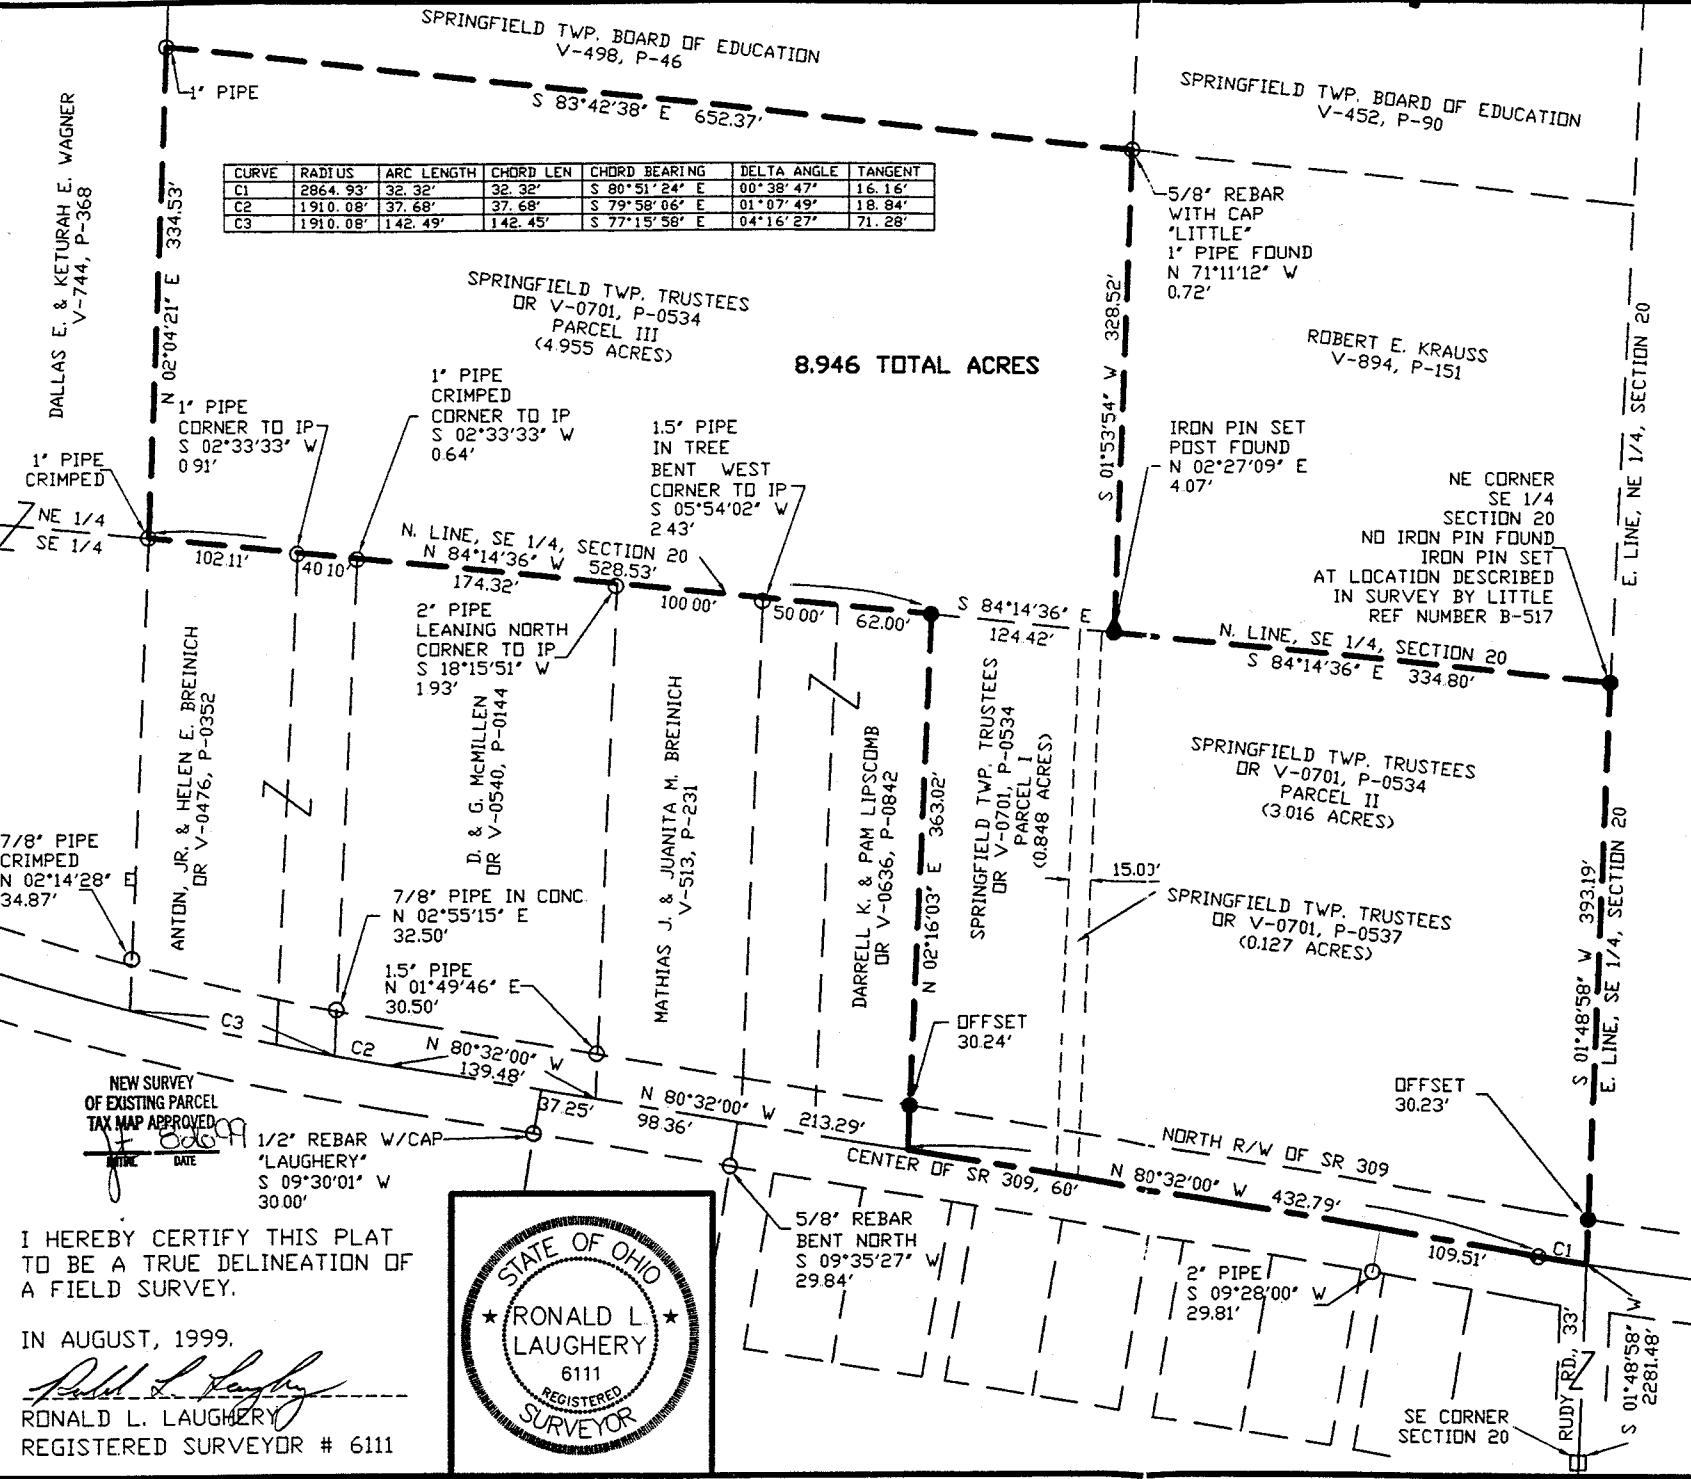 SPRINGFIELD TWP. BOARD OF EDUCATION
V-498, P-46
SPRINGFIELD TWP. BOARD OF EDUCATION
V-452, P-90
1" PIPE
S 83°42'38" E 652.37'
DALLAS E. & KETURAH E. WAGNER
V-744, P-368
N 02°04'21" E 334.53'
CURVE RADIUS ARC LENGTH CHORD LEN CHORD BEARING DELTA ANGLE TANGENT
C1 2864.93' 32.32' 32.32' S 80°51'24" E 00°38'47" 16.16'
C2 1910.08' 37.68' 37.68' S 79°58'06" E 01°07'49" 18.84'
C3 1910.08' 142.49' 142.45' S 77°15'58" E 04°16'27" 71.28'
5/8" REBAR
WITH CAP
"LITTLE"
1" PIPE FOUND
N 71°11'12" W
0.72'
SPRINGFIELD TWP. TRUSTEES
OR V-0701, P-0534
PARCEL III
(4.955 ACRES)
8.946 TOTAL ACRES
S 01°53'54" W 328.52'
ROBERT E. KRAUSS
V-894, P-151
E. LINE, NE 1/4, SECTION 20
1" PIPE
CORNER TO IP
S 02°33'33" W
0.91'
1" PIPE
CRIMPED
CORNER TO IP
S 02°33'33" W
0.64'
1.5" PIPE
IN TREE
BENT WEST
CORNER TO IP
S 05°54'02" W
2.43'
IRON PIN SET
POST FOUND
N 02°27'09" E
4.07'
NE CORNER
SE 1/4
SECTION 20
NO IRON PIN FOUND
IRON PIN SET
AT LOCATION DESCRIBED
IN SURVEY BY LITTLE
REF NUMBER B-517
1" PIPE
CRIMPED
NE 1/4
SE 1/4
N. LINE, SE 1/4, SECTION 20
N 84°14'36" W 528.53'
102.11'
40.10'
174.32'
100.00'
50.00'
62.00'
S 84°14'36" E
124.42'
N. LINE, SE 1/4, SECTION 20
S 84°14'36" E 334.80'
2" PIPE
LEANING NORTH
CORNER TO IP
S 18°15'51" W
1.93'
ANTON, JR. & HELEN E. BREINICH
OR V-0476, P-0352
D. & G. McMILLEN
OR V-0540, P-0144
MATHIAS J. & JUANITA M. BREINICH
V-513, P-231
DARRELL K. & PAM LIPSCOMB
OR V-0636, P-0842
N 02°16'03" E 363.02'
SPRINGFIELD TWP. TRUSTEES
OR V-0701, P-0534
PARCEL I
(0.848 ACRES)
SPRINGFIELD TWP. TRUSTEES
OR V-0701, P-0534
PARCEL II
(3.016 ACRES)
15.03'
SPRINGFIELD TWP. TRUSTEES
OR V-0701, P-0537
(0.127 ACRES)
S 01°48'58" W 393.19'
E. LINE, SE 1/4, SECTION 20
7/8" PIPE
CRIMPED
N 02°14'28" E
34.87'
7/8" PIPE IN CONC.
N 02°55'15" E
32.50'
1.5" PIPE
N 01°49'46" E
30.50'
OFFSET
30.24'
OFFSET
30.23'
C3
C2
N 80°32'00" W
139.48'
37.25'
N 80°32'00" W 213.29'
98.36'
CENTER OF SR 309, 60'
NORTH R/W OF SR 309
N 80°32'00" W 432.79'
109.51'
C1
NEW SURVEY
OF EXISTING PARCEL
TAX MAP APPROVED
INITIAL DATE
1/2" REBAR W/CAP
"LAUGHERY"
S 09°30'01" W
30.00'
5/8" REBAR
BENT NORTH
S 09°35'27" W
29.84'
2" PIPE
S 09°28'00" W
29.81'
RUDY RD., 33'
S 01°48'58" W
2281.48'
SE CORNER
SECTION 20
I HEREBY CERTIFY THIS PLAT
TO BE A TRUE DELINEATION OF
A FIELD SURVEY.
IN AUGUST, 1999.
RONALD L. LAUGHERY
REGISTERED SURVEYOR # 6111
STATE OF OHIO
RONALD L.
LAUGHERY
6111
REGISTERED
SURVEYOR